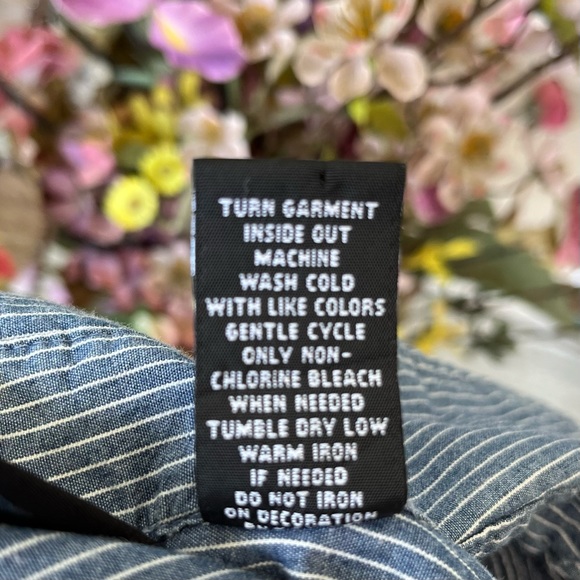 TURN GARMENT
INSIDE OUT
MACHINE
WASH COLD
WITH LIKE COLORS
GENTLE CYCLE
ONLY NON-
CHLORINE BLEACH
WHEN NEEDED
TUMBLE DRY LOW
WARM IRON
IF NEEDED
DO NOT IRON
ON DECORATION